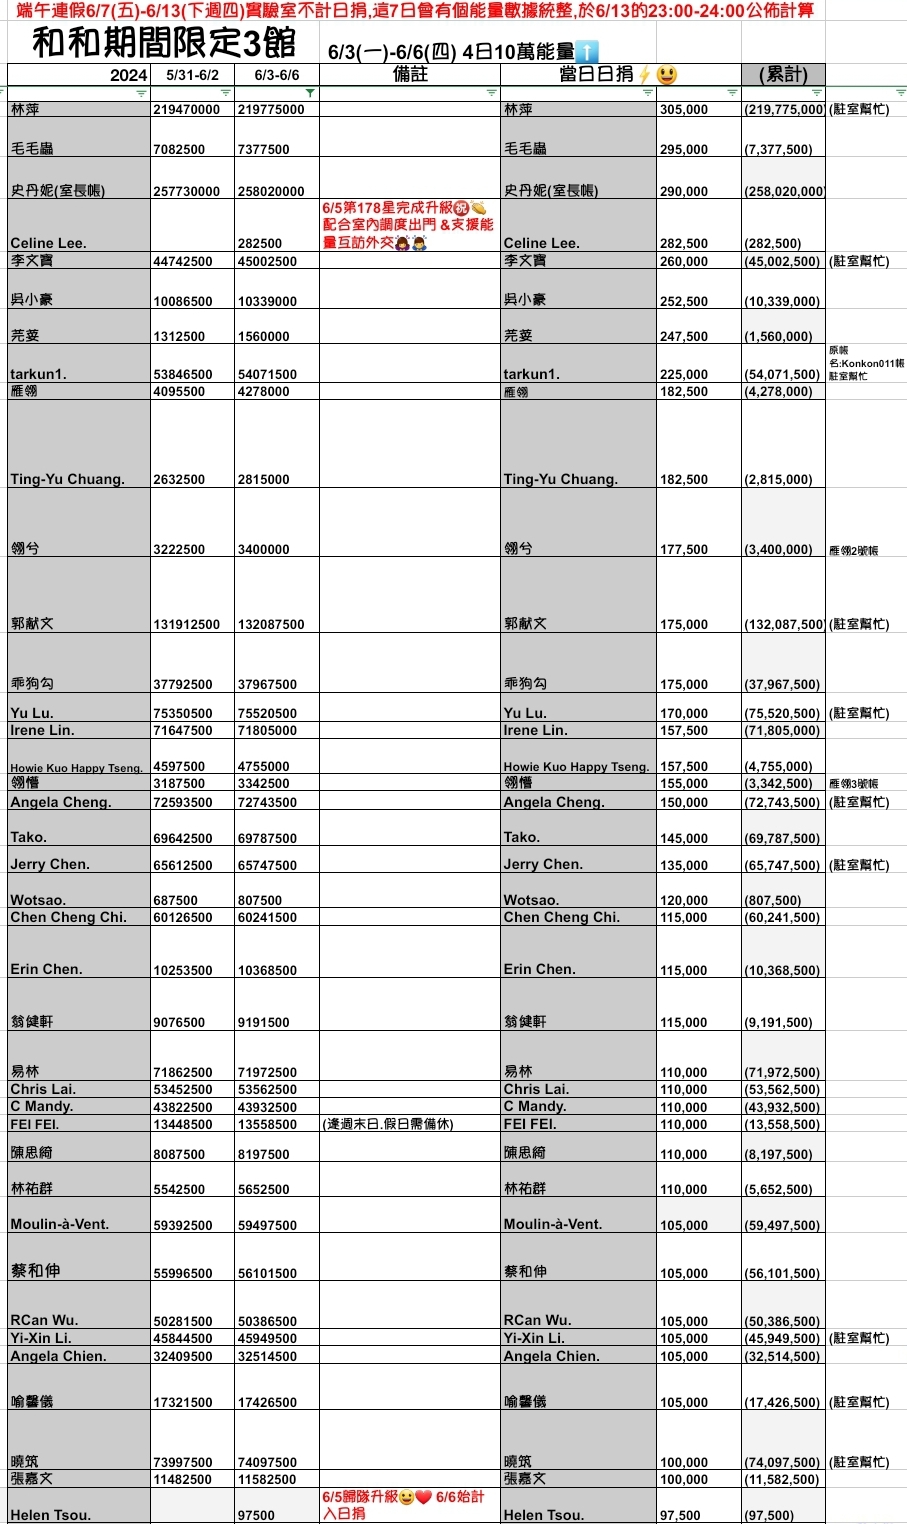 端午連假6/7(五)-6/13(下週四)實驗室不計日捐,這7日曾有個能量數據統整,於6/13的23:00-24:00公佈計算
和和期間限定3館 6/3(一)-6/6(四) 4日10萬能量⬆️
2024 5/31-6/2 6/3-6/6 備註 當日日捐⚡😃 (累計)
林萍 219470000 219775000 林萍 305,000 (219,775,000) (駐室幫忙)
毛毛蟲 7082500 7377500 毛毛蟲 295,000 (7,377,500)
史丹妮(室長帳) 257730000 258020000 史丹妮(室長帳) 290,000 (258,020,000)
6/5第178星完成升級㊗️👏
配合室內調度出門 &支援能
量互訪外交🙇‍♀️🙇‍♂️
Celine Lee. 282500 Celine Lee. 282,500 (282,500)
李文寶 44742500 45002500 李文寶 260,000 (45,002,500) (駐室幫忙)
吳小豪 10086500 10339000 吳小豪 252,500 (10,339,000)
芫荽 1312500 1560000 芫荽 247,500 (1,560,000)
原帳
名:Konkon011帳
駐室幫忙
tarkun1. 53846500 54071500 tarkun1. 225,000 (54,071,500)
雁翎 4095500 4278000 雁翎 182,500 (4,278,000)
Ting-Yu Chuang. 2632500 2815000 Ting-Yu Chuang. 182,500 (2,815,000)
翎兮 3222500 3400000 翎兮 177,500 (3,400,000) 雁翎2號帳
郭献文 131912500 132087500 郭献文 175,000 (132,087,500) (駐室幫忙)
乖狗勾 37792500 37967500 乖狗勾 175,000 (37,967,500)
Yu Lu. 75350500 75520500 Yu Lu. 170,000 (75,520,500) (駐室幫忙)
Irene Lin. 71647500 71805000 Irene Lin. 157,500 (71,805,000)
Howie Kuo Happy Tseng. 4597500 4755000 Howie Kuo Happy Tseng. 157,500 (4,755,000)
翎懵 3187500 3342500 翎懵 155,000 (3,342,500) 雁翎3號帳
Angela Cheng. 72593500 72743500 Angela Cheng. 150,000 (72,743,500) (駐室幫忙)
Tako. 69642500 69787500 Tako. 145,000 (69,787,500)
Jerry Chen. 65612500 65747500 Jerry Chen. 135,000 (65,747,500) (駐室幫忙)
Wotsao. 687500 807500 Wotsao. 120,000 (807,500)
Chen Cheng Chi. 60126500 60241500 Chen Cheng Chi. 115,000 (60,241,500)
Erin Chen. 10253500 10368500 Erin Chen. 115,000 (10,368,500)
翁健軒 9076500 9191500 翁健軒 115,000 (9,191,500)
易林 71862500 71972500 易林 110,000 (71,972,500)
Chris Lai. 53452500 53562500 Chris Lai. 110,000 (53,562,500)
C Mandy. 43822500 43932500 C Mandy. 110,000 (43,932,500)
FEI FEI. 13448500 13558500 (逢週末日.假日需備休) FEI FEI. 110,000 (13,558,500)
陳思綺 8087500 8197500 陳思綺 110,000 (8,197,500)
林祐群 5542500 5652500 林祐群 110,000 (5,652,500)
Moulin-à-Vent. 59392500 59497500 Moulin-à-Vent. 105,000 (59,497,500)
蔡和伸 55996500 56101500 蔡和伸 105,000 (56,101,500)
RCan Wu. 50281500 50386500 RCan Wu. 105,000 (50,386,500)
Yi-Xin Li. 45844500 45949500 Yi-Xin Li. 105,000 (45,949,500) (駐室幫忙)
Angela Chien. 32409500 32514500 Angela Chien. 105,000 (32,514,500)
喻馨儀 17321500 17426500 喻馨儀 105,000 (17,426,500) (駐室幫忙)
曉筑 73997500 74097500 曉筑 100,000 (74,097,500) (駐室幫忙)
張嘉文 11482500 11582500 張嘉文 100,000 (11,582,500)
6/5歸隊升級😀❤️ 6/6始計
入日捐
Helen Tsou. 97500 Helen Tsou. 97,500 (97,500)